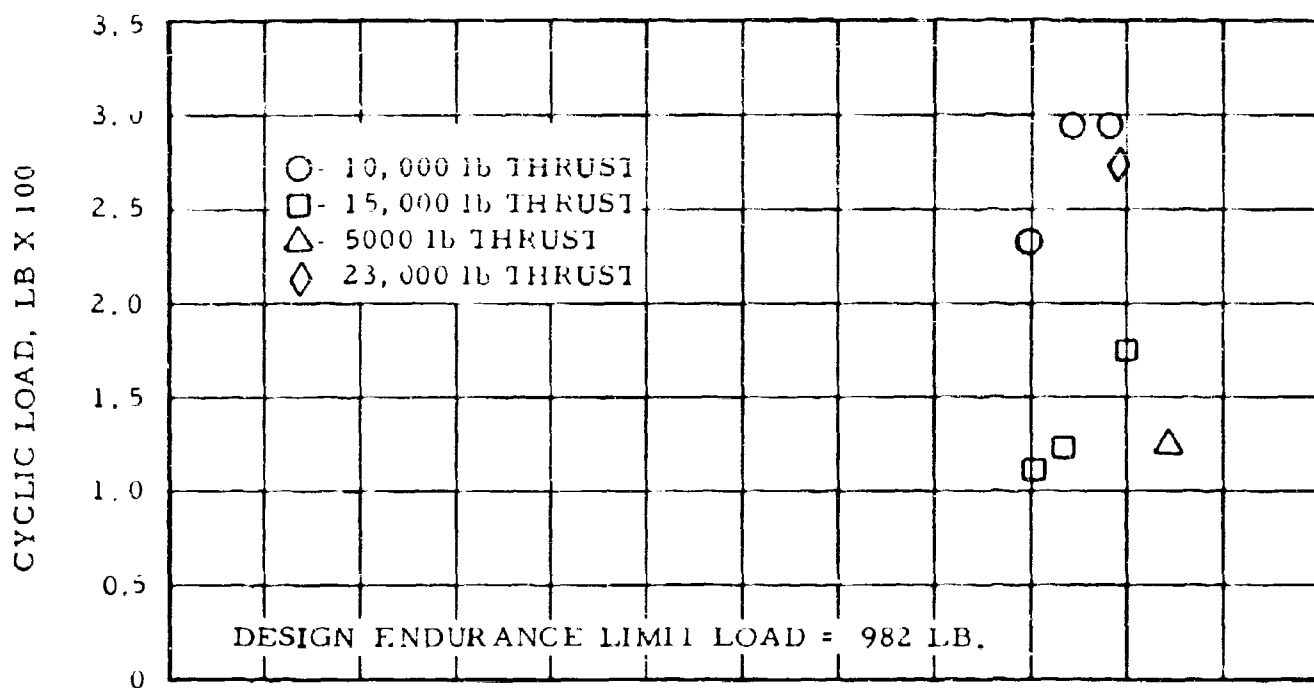 3.5
3.0
2.5
2.0
1.5
1.0
0.5
0
CYCLIC LOAD, LB X 100
10,000 lb THRUST
15,000 lb THRUST
5000 lb THRUST
23,000 lb THRUST
DESIGN ENDURANCE LIMIT LOAD = 982 LB.